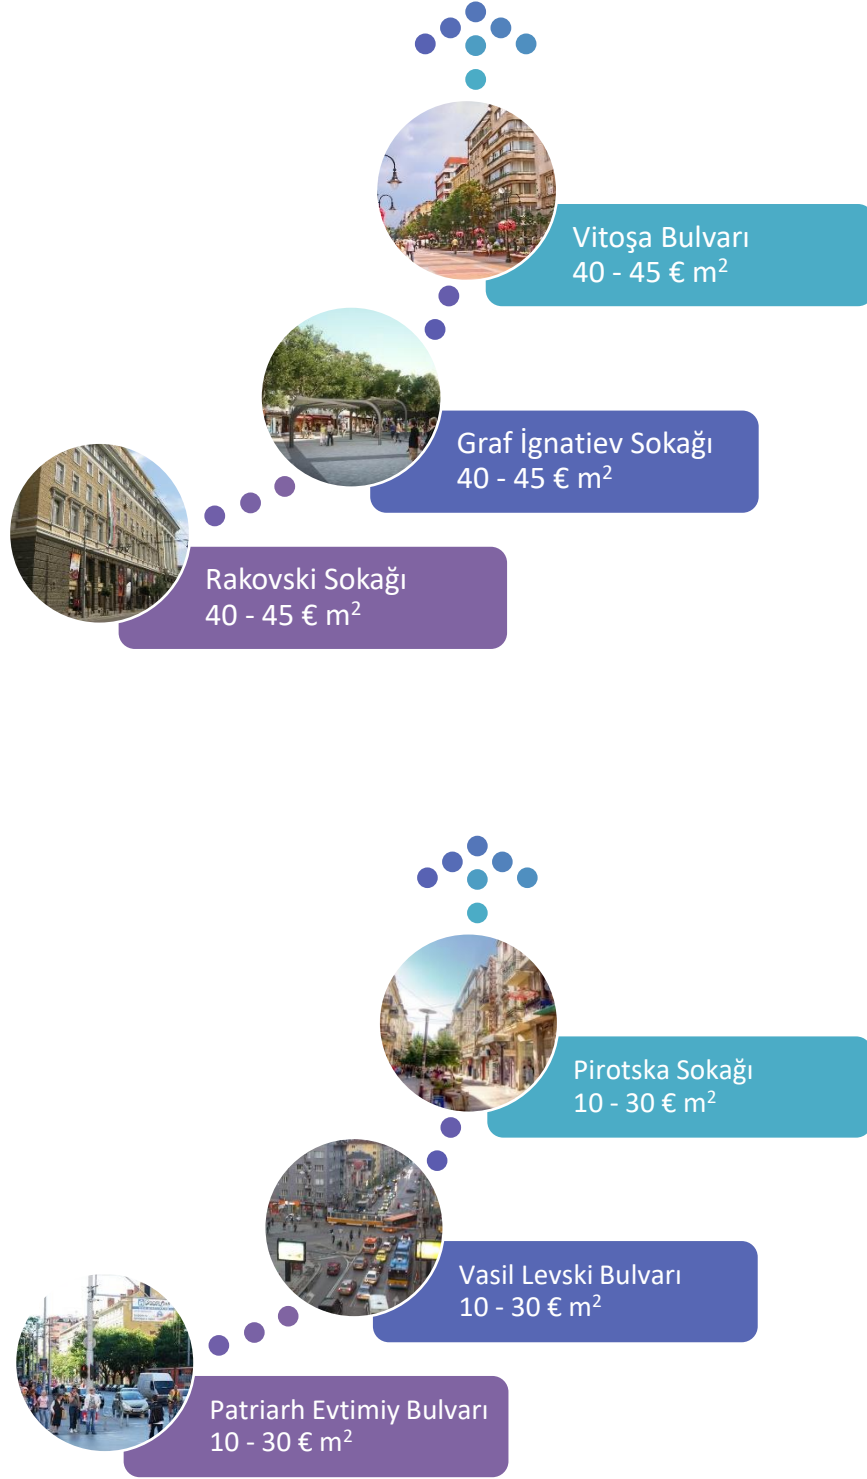 Vitoşa Bulvarı
40 - 45 € m²
Graf İgnatiev Sokağı
40 - 45 € m²
Rakovski Sokağı
40 - 45 € m²
Pirotska Sokağı
10 - 30 € m²
Vasil Levski Bulvarı
10 - 30 € m²
Patriarh Evtimiy Bulvarı
10 - 30 € m²